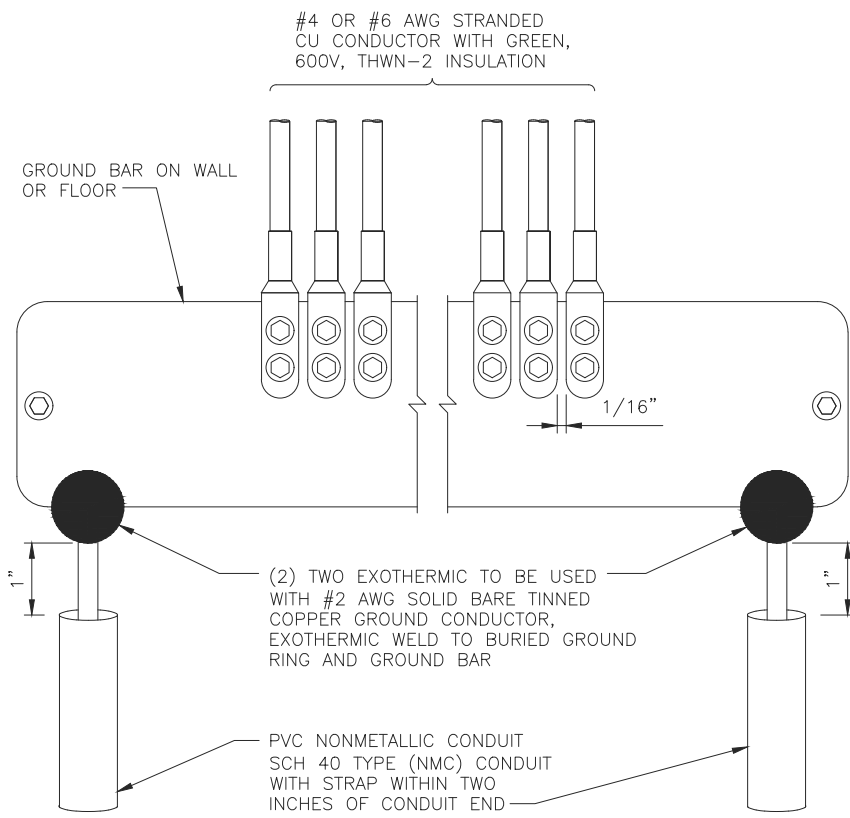 #4 OR #6 AWG STRANDED
CU CONDUCTOR WITH GREEN,
600V, THWN-2 INSULATION
GROUND BAR ON WALL
OR FLOOR
1/16"
1"
1"
(2) TWO EXOTHERMIC TO BE USED
WITH #2 AWG SOLID BARE TINNED
COPPER GROUND CONDUCTOR,
EXOTHERMIC WELD TO BURIED GROUND
RING AND GROUND BAR
PVC NONMETALLIC CONDUIT
SCH 40 TYPE (NMC) CONDUIT
WITH STRAP WITHIN TWO
INCHES OF CONDUIT END